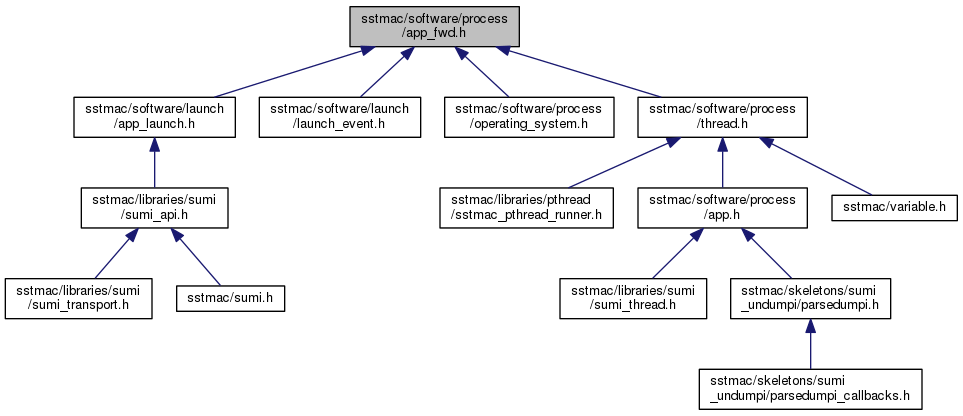 sstmac/software/process
/app_fwd.h
sstmac/software/launch
/app_launch.h
sstmac/software/launch
/launch_event.h
sstmac/software/process
/operating_system.h
sstmac/software/process
/thread.h
sstmac/libraries/sumi
/sumi_api.h
sstmac/libraries/pthread
/sstmac_pthread_runner.h
sstmac/software/process
/app.h
sstmac/variable.h
sstmac/libraries/sumi
/sumi_transport.h
sstmac/sumi.h
sstmac/libraries/sumi
/sumi_thread.h
sstmac/skeletons/sumi
_undumpi/parsedumpi.h
sstmac/skeletons/sumi
_undumpi/parsedumpi_callbacks.h